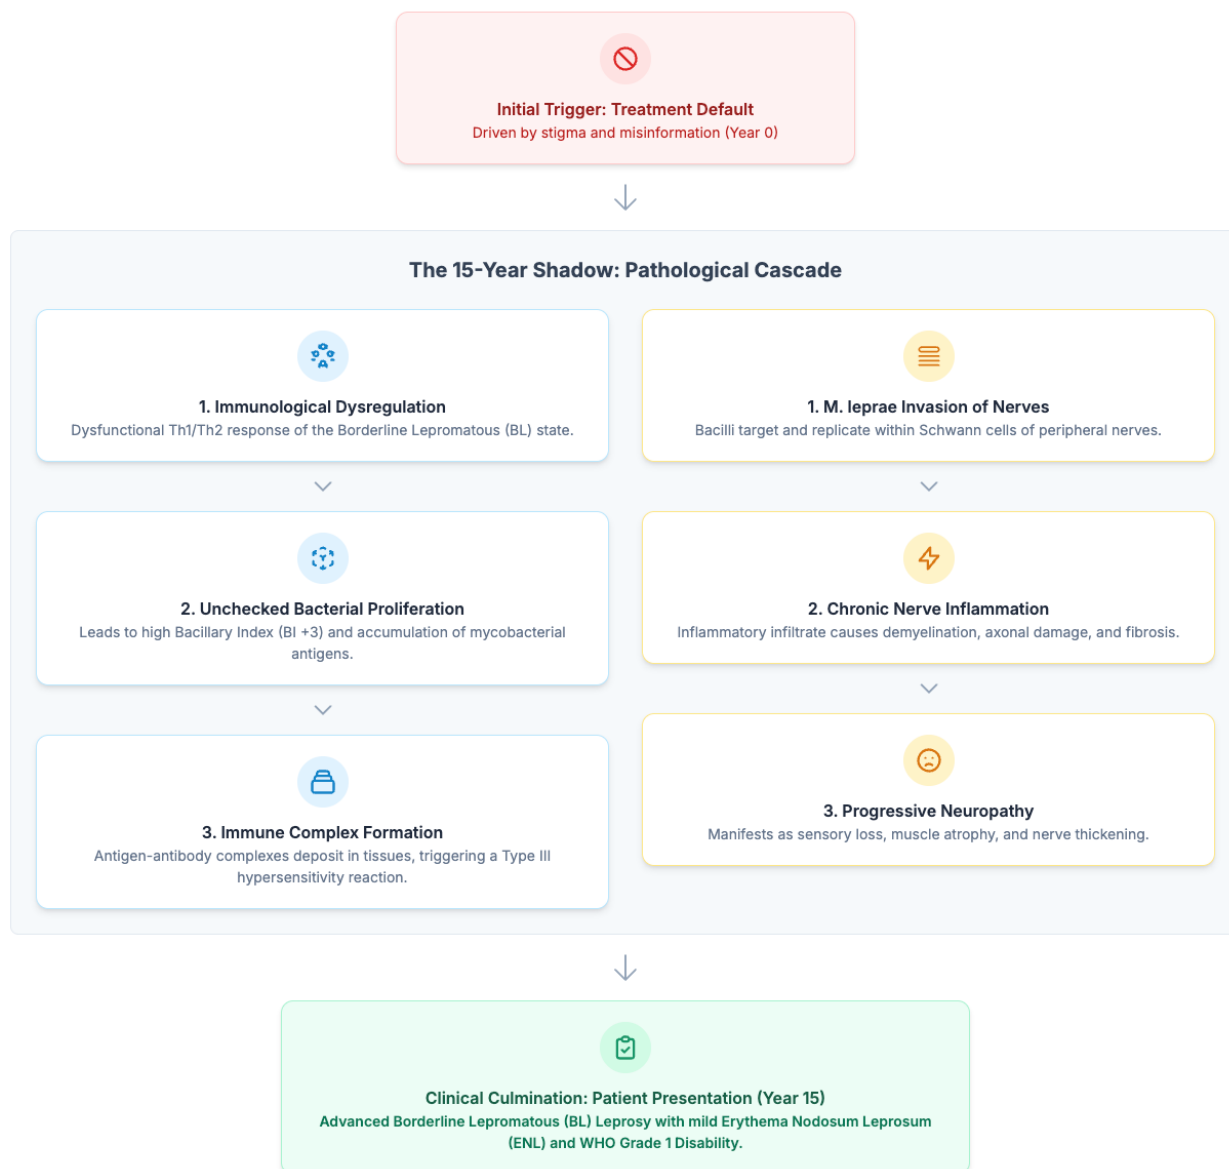 Initial Trigger: Treatment Default
Driven by stigma and misinformation (Year 0)
The 15-Year Shadow: Pathological Cascade
1. Immunological Dysregulation
Dysfunctional Th1/Th2 response of the Borderline Lepromatous (BL) state.
2. Unchecked Bacterial Proliferation
Leads to high Bacillary Index (BI +3) and accumulation of mycobacterial
antigens.
3. Immune Complex Formation
Antigen-antibody complexes deposit in tissues, triggering a Type III
hypersensitivity reaction.
1. M. leprae Invasion of Nerves
Bacilli target and replicate within Schwann cells of peripheral nerves.
2. Chronic Nerve Inflammation
Inflammatory infiltrate causes demyelination, axonal damage, and fibrosis.
3. Progressive Neuropathy
Manifests as sensory loss, muscle atrophy, and nerve thickening.
Clinical Culmination: Patient Presentation (Year 15)
Advanced Borderline Lepromatous (BL) Leprosy with mild Erythema Nodosum Leprosum
(ENL) and WHO Grade 1 Disability.